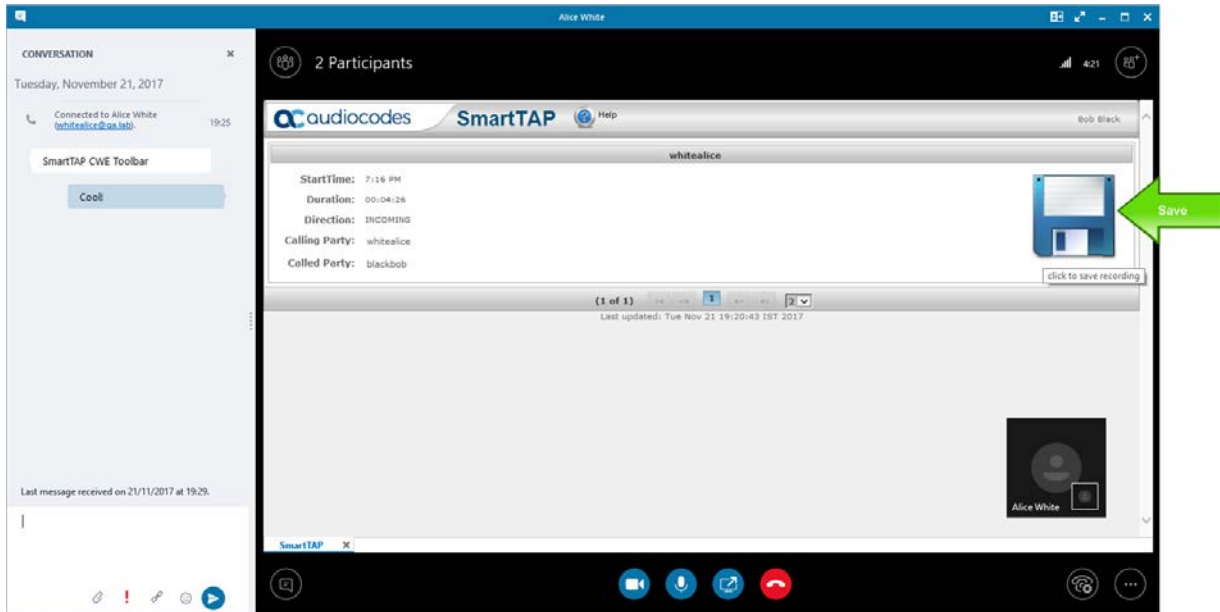 Alice White
CONVERSATION
Tuesday, November 21, 2017
Connected to Alice White
(whitealice@qa.lab).
19:25
SmartTAP CWE Toolbar
Cool!
Last message received on 21/11/2017 at 19:29.
2 Participants
4:21
audiocodes SmartTAP Help
Bob Black
whitealice
StartTime: 7:16 PM
Duration: 00:04:26
Direction: INCOMING
Calling Party: whitealice
Called Party: blackbob
Save
click to save recording
(1 of 1) 1 2
Last updated: Tue Nov 21 19:20:43 IST 2017
Alice White
SmartTAP